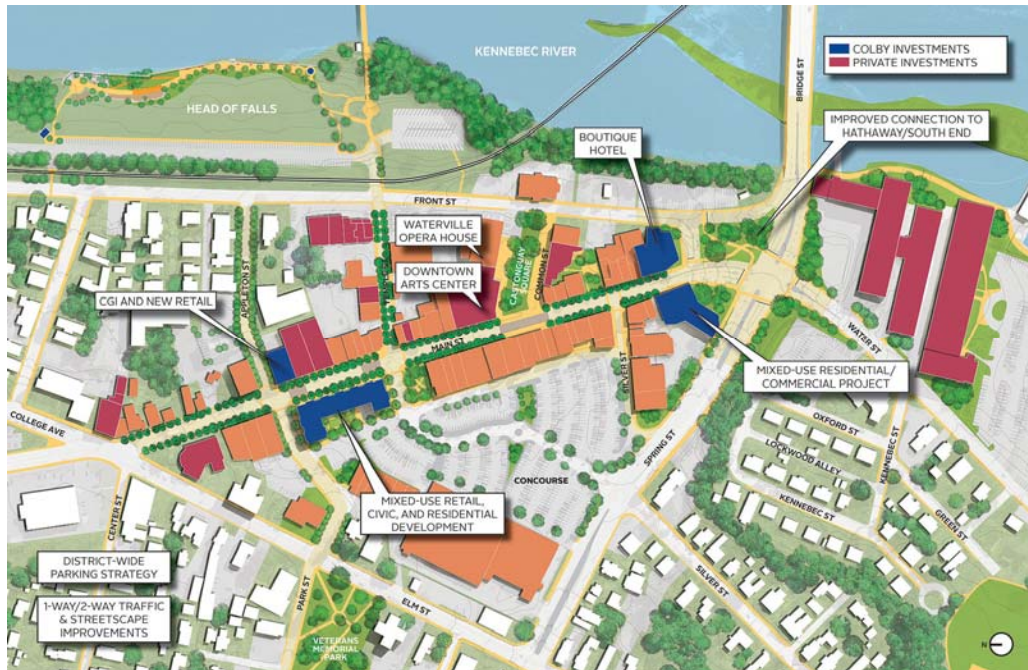 KENNEBEC RIVER
COLBY INVESTMENTS
PRIVATE INVESTMENTS
BRIDGE ST
HEAD OF FALLS
IMPROVED CONNECTION TO
HATHAWAY/SOUTH END
BOUTIQUE
HOTEL
FRONT ST
WATERVILLE
OPERA HOUSE
CASTONGUAY
SQUARE
COMMON ST
DOWNTOWN
ARTS CENTER
APPLETON ST
CGI AND NEW RETAIL
MAIN ST
WATER ST
SILVER ST
MIXED-USE RESIDENTIAL/
COMMERCIAL PROJECT
COLLEGE AVE
OXFORD ST
LOCKWOOD ALLEY
KENNEBEC ST
SPRING ST
CONCOURSE
MIXED-USE RETAIL,
CIVIC, AND RESIDENTIAL
DEVELOPMENT
KENNEBEC ST
GREEN ST
CENTER ST
DISTRICT-WIDE
PARKING STRATEGY
SILVER ST
1-WAY/2-WAY TRAFFIC
& STREETSCAPE
IMPROVEMENTS
PARK ST
ELM ST
VETERANS
MEMORIAL
PARK
N